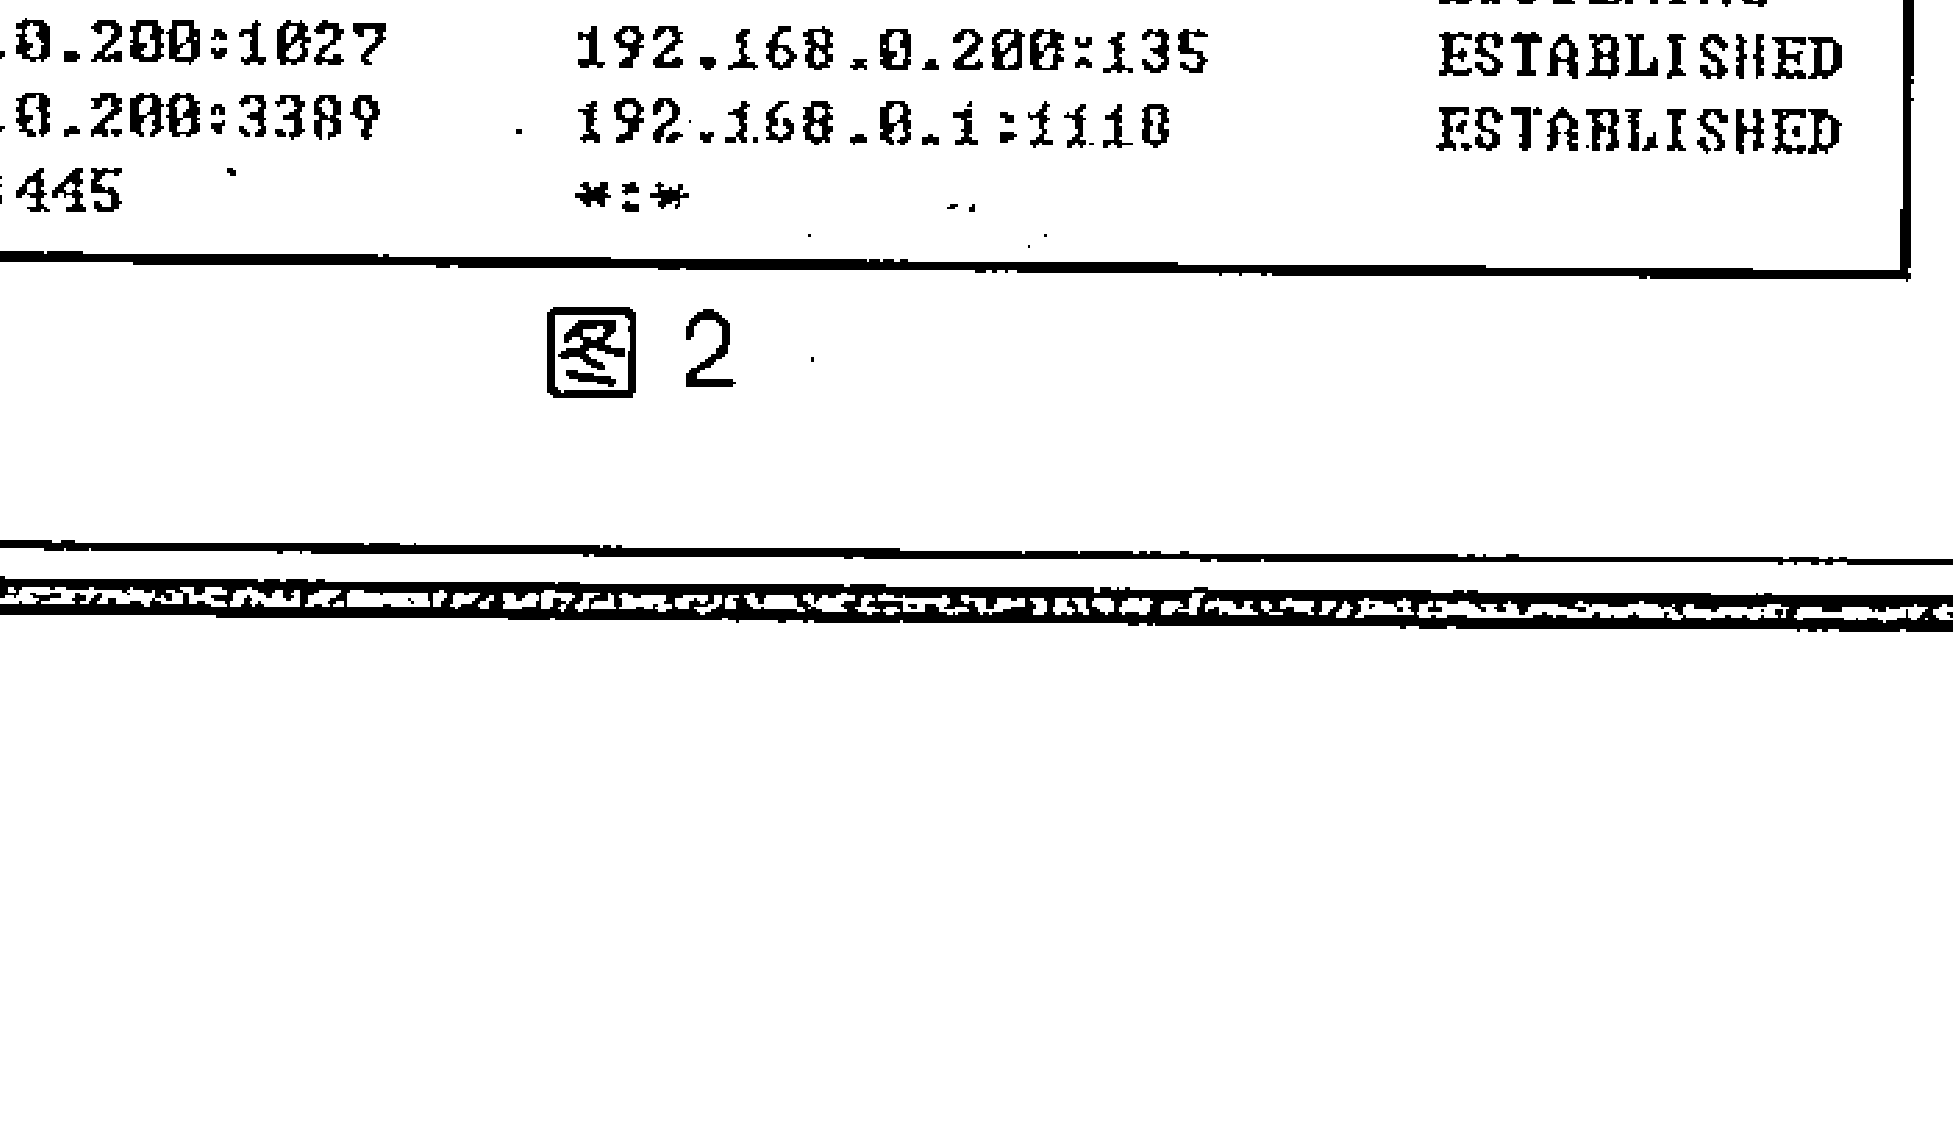 .0.200:1027 192.168.0.200:135 ESTABLISHED
.0.200:3389 192.168.0.1:1110 ESTABLISHED
:445 *:*
图 2